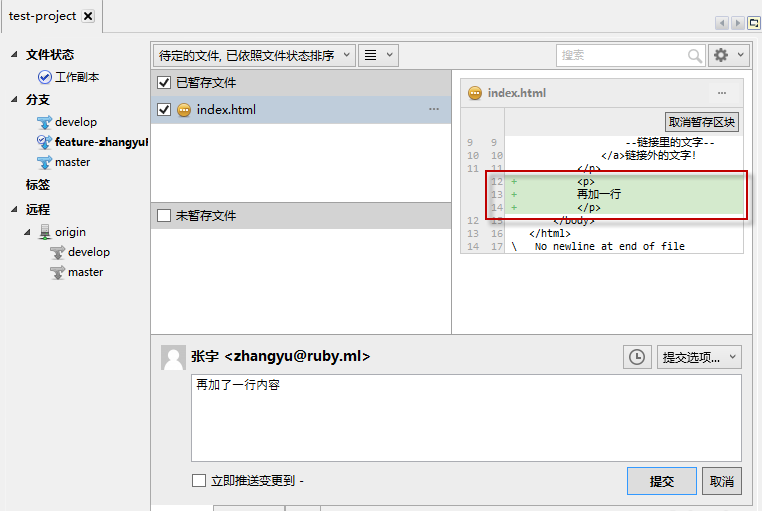 test-project
文件状态
工作副本
分支
develop
feature-zhangyu
master
标签
远程
origin
develop
master
待定的文件, 已依照文件状态排序
搜索
已暂存文件
index.html
未暂存文件
index.html
取消暂存区块
9 9 --链接里的文字--
10 10 </a>链接外的文字!
11 11 </p>
12 + <p>
13 + 再加一行
14 + </p>
12 15 </body>
13 16 </html>
14 17 \ No newline at end of file
张宇 <zhangyu@ruby.ml>
提交选项...
再加了一行内容
立即推送变更到 -
提交
取消